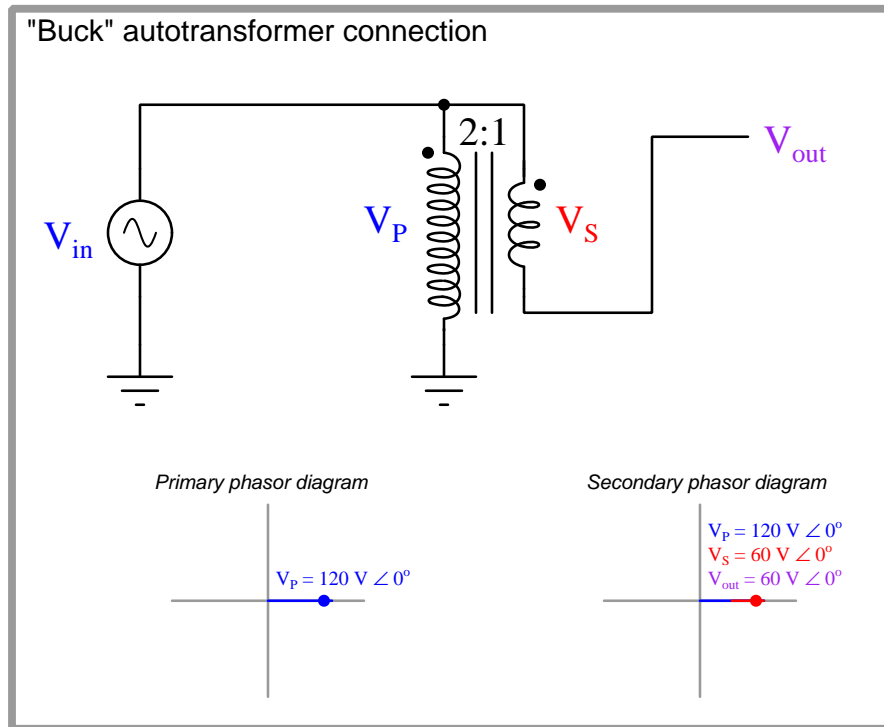 "Buck" autotransformer connection
2:1
V_out
V_in
V_P
V_S
Primary phasor diagram
Secondary phasor diagram
V_P = 120 V ∠ 0°
V_P = 120 V ∠ 0°
V_S = 60 V ∠ 0°
V_out = 60 V ∠ 0°